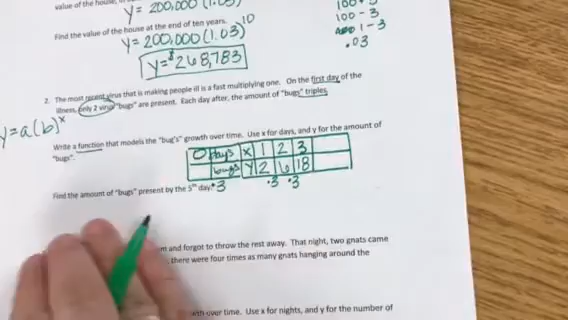 value of the house,
y = 200,000 (1.03)
Find the value of the house at the end of ten years.
y = 200,000 (1.03)^10
y = $268,783
100 + 3
100 - 3
1 - 3
.03
2. The most recent virus that is making people ill is a fast multiplying one. On the first day of the
illness, only 2 virus "bugs" are present. Each day after, the amount of "bugs" triples.
y = a(b)^x
Write a function that models the "bug's" growth over time. Use x for days, and y for the amount of
"bugs".
0 days x 1 2 3
bugs y 2 6 18
·3 ·3 ·3
Find the amount of "bugs" present by the 5th day.
and forgot to throw the rest away. That night, two gnats came
there were four times as many gnats hanging around the
over time. Use x for nights, and y for the number of